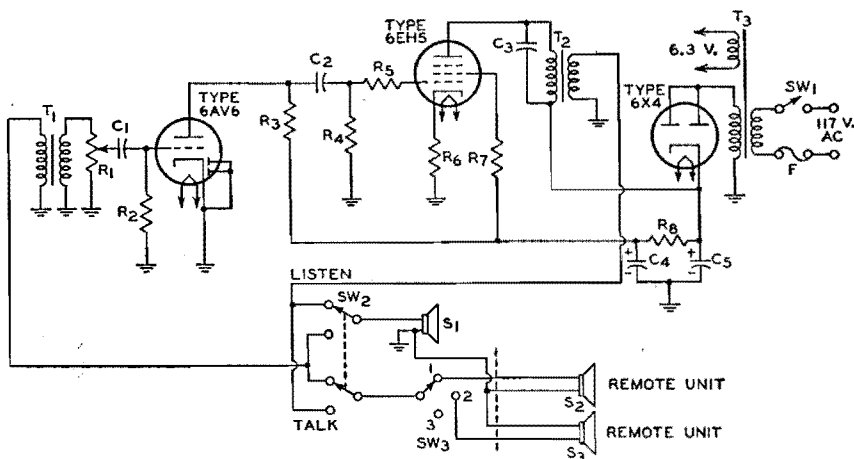 TYPE
6EH5
T3
6.3 V.
C3
T2
C2
R5
TYPE
6AV6
TYPE
6X4
SW1
117 V.
AC
F
T1
C1
R1
R2
R3
R4
R6
R7
R8
+
-
C4
+
-
C5
LISTEN
SW2
S1
1
2
3
SW3
TALK
S2
REMOTE UNIT
S3
REMOTE UNIT